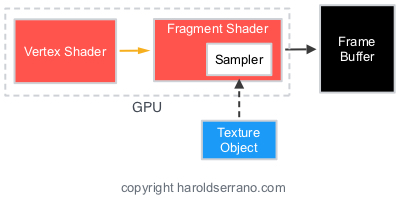 Vertex Shader
Fragment Shader
Sampler
Frame
Buffer
GPU
Texture
Object
copyright haroldserrano.com